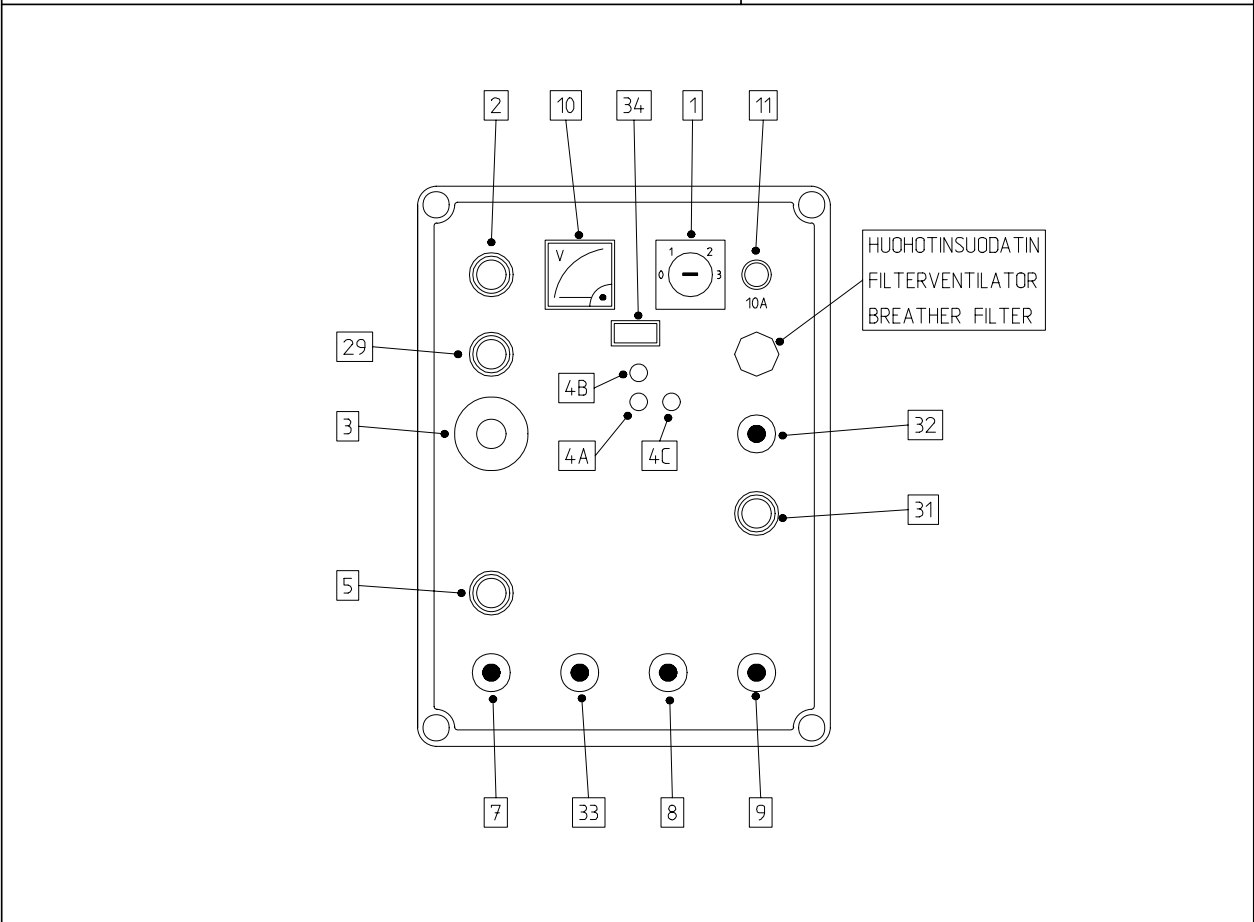 2
10
34
1
11
V
1
2
0
3
10A
HUOHOTINSUODATIN
FILTERVENTILATOR
BREATHER FILTER
29
4B
3
4A
4C
32
31
5
7
33
8
9